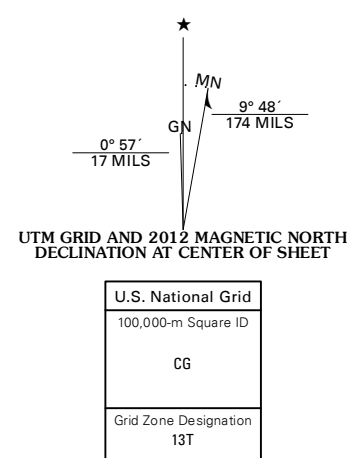 ★
MN
GN
9° 48´
174 MILS
0° 57´
17 MILS
UTM GRID AND 2012 MAGNETIC NORTH
DECLINATION AT CENTER OF SHEET
U.S. National Grid
100,000-m Square ID
CG
Grid Zone Designation
13T